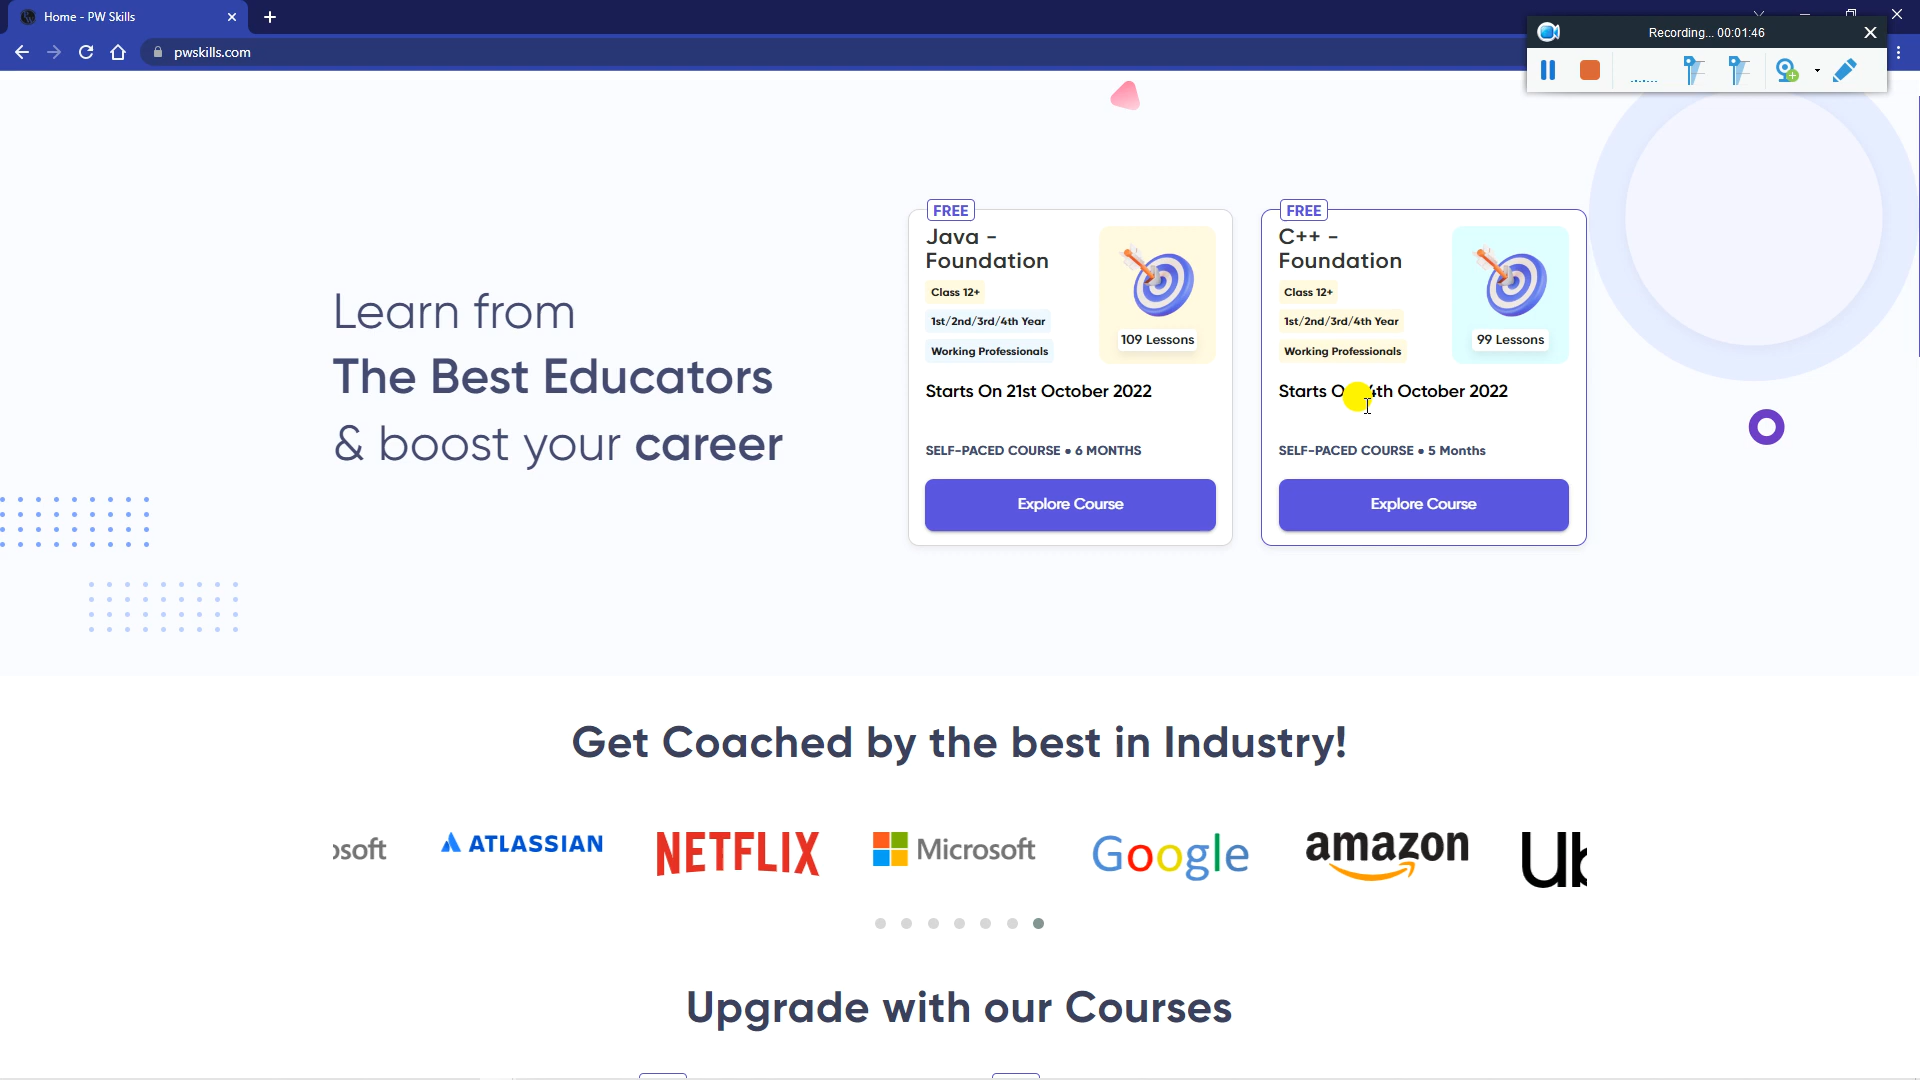 Home - PW Skills
pwskills.com
Recording... 00:01:46
Learn from
The Best Educators
& boost your career
FREE
Java -
Foundation
Class 12+
1st/2nd/3rd/4th Year
Working Professionals
109 Lessons
Starts On 21st October 2022
SELF-PACED COURSE • 6 MONTHS
Explore Course
FREE
C++ -
Foundation
Class 12+
1st/2nd/3rd/4th Year
Working Professionals
99 Lessons
Starts October 2022
SELF-PACED COURSE • 5 Months
Explore Course
Get Coached by the best in Industry!
osoft
ATLASSIAN
NETFLIX
Microsoft
Google
amazon
Ub
Upgrade with our Courses